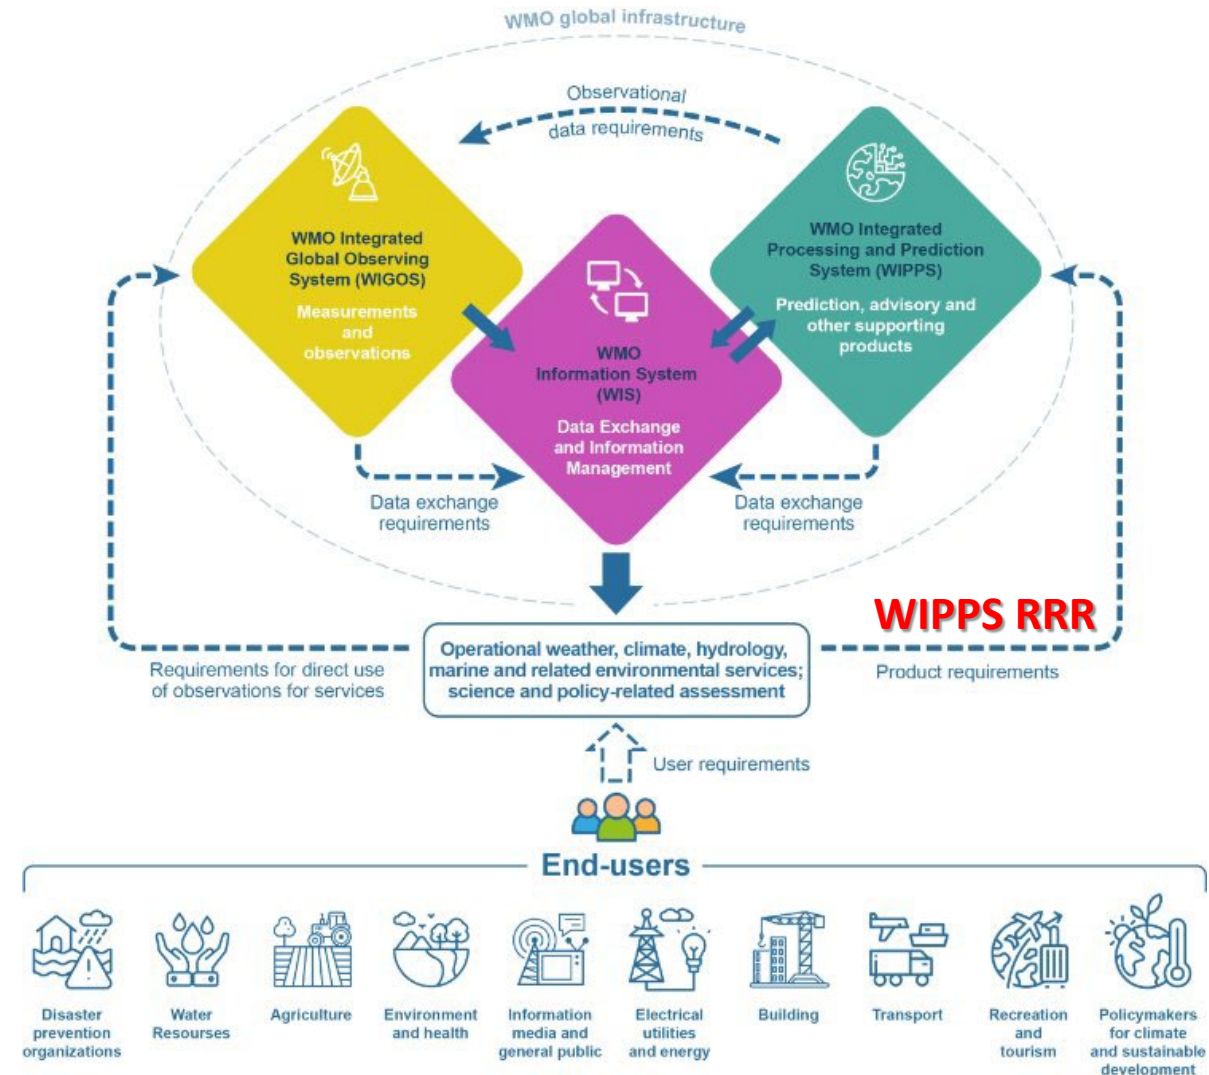 WMO global infrastructure
Observational
data requirements
WMO Integrated
Global Observing
System (WIGOS)
Measurements
and
observations
WMO Integrated
Processing and Prediction
System (WIPPS)
Prediction, advisory and
other supporting
products
WMO
Information System
(WIS)
Data Exchange
and Information
Management
Data exchange
requirements
Data exchange
requirements
WIPPS RRR
Requirements for direct use
of observations for services
Operational weather, climate, hydrology,
marine and related environmental services;
science and policy-related assessment
Product requirements
User requirements
End-users
Disaster
prevention
organizations
Water
Resourses
Agriculture
Environment
and health
Information
media and
general public
Electrical
utilities
and energy
Building
Transport
Recreation
and
tourism
Policymakers
for climate
and sustainable
development